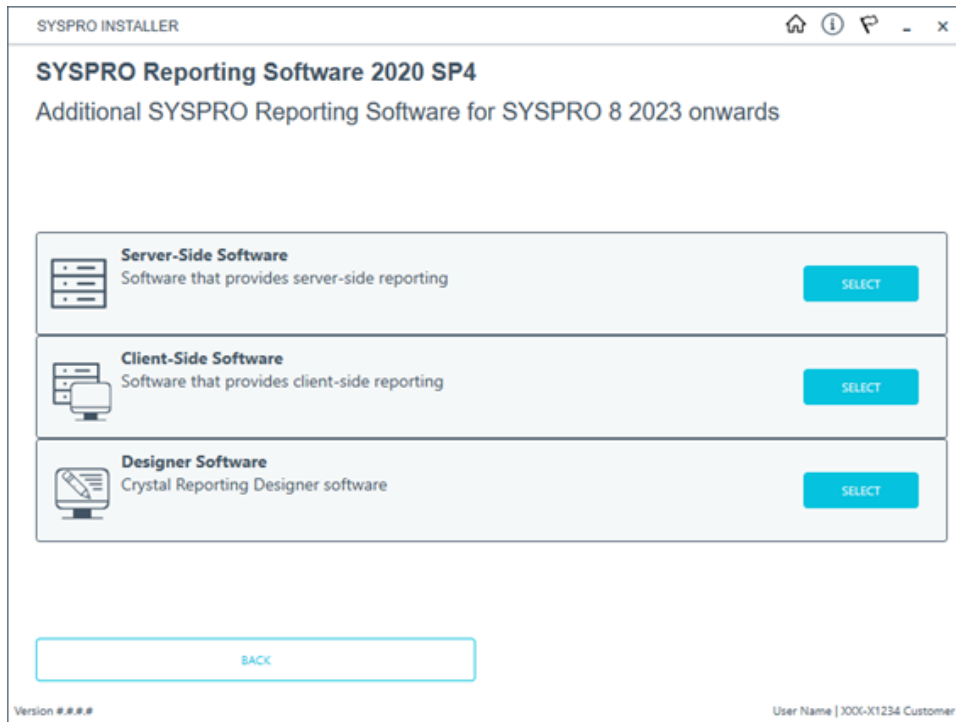 SYSPRO INSTALLER
SYSPRO Reporting Software 2020 SP4
Additional SYSPRO Reporting Software for SYSPRO 8 2023 onwards
Server-Side Software
Software that provides server-side reporting
SELECT
Client-Side Software
Software that provides client-side reporting
SELECT
Designer Software
Crystal Reporting Designer software
SELECT
BACK
Version #.#.#.#
User Name | XXX-X1234 Customer